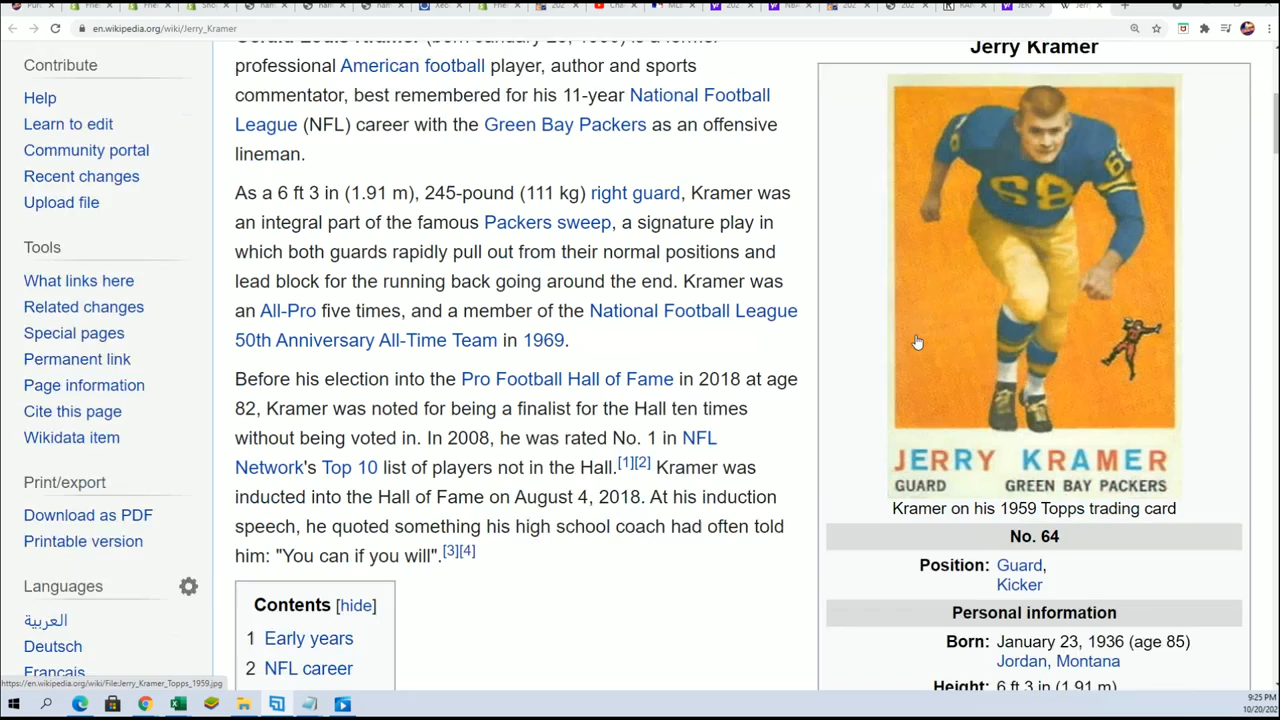 en.wikipedia.org/wiki/Jerry_Kramer
Contribute
Help
Learn to edit
Community portal
Recent changes
Upload file
Tools
What links here
Related changes
Special pages
Permanent link
Page information
Cite this page
Wikidata item
Print/export
Download as PDF
Printable version
Languages
العربية
Deutsch
Français
https://en.wikipedia.org/wiki/File:Jerry_Kramer_Topps_1959.jpg
professional American football player, author and sports
commentator, best remembered for his 11-year National Football
League (NFL) career with the Green Bay Packers as an offensive
lineman.
As a 6 ft 3 in (1.91 m), 245-pound (111 kg) right guard, Kramer was
an integral part of the famous Packers sweep, a signature play in
which both guards rapidly pull out from their normal positions and
lead block for the running back going around the end. Kramer was
an All-Pro five times, and a member of the National Football League
50th Anniversary All-Time Team in 1969.
Before his election into the Pro Football Hall of Fame in 2018 at age
82, Kramer was noted for being a finalist for the Hall ten times
without being voted in. In 2008, he was rated No. 1 in NFL
Network's Top 10 list of players not in the Hall.[1][2] Kramer was
inducted into the Hall of Fame on August 4, 2018. At his induction
speech, he quoted something his high school coach had often told
him: "You can if you will".[3][4]
Contents [hide]
1 Early years
2 NFL career
Jerry Kramer
68
JERRY KRAMER
GUARD GREEN BAY PACKERS
Kramer on his 1959 Topps trading card
No. 64
Position: Guard,
Kicker
Personal information
Born: January 23, 1936 (age 85)
Jordan, Montana
Height: 6 ft 3 in (1.91 m)
9:25 PM
10/20/202